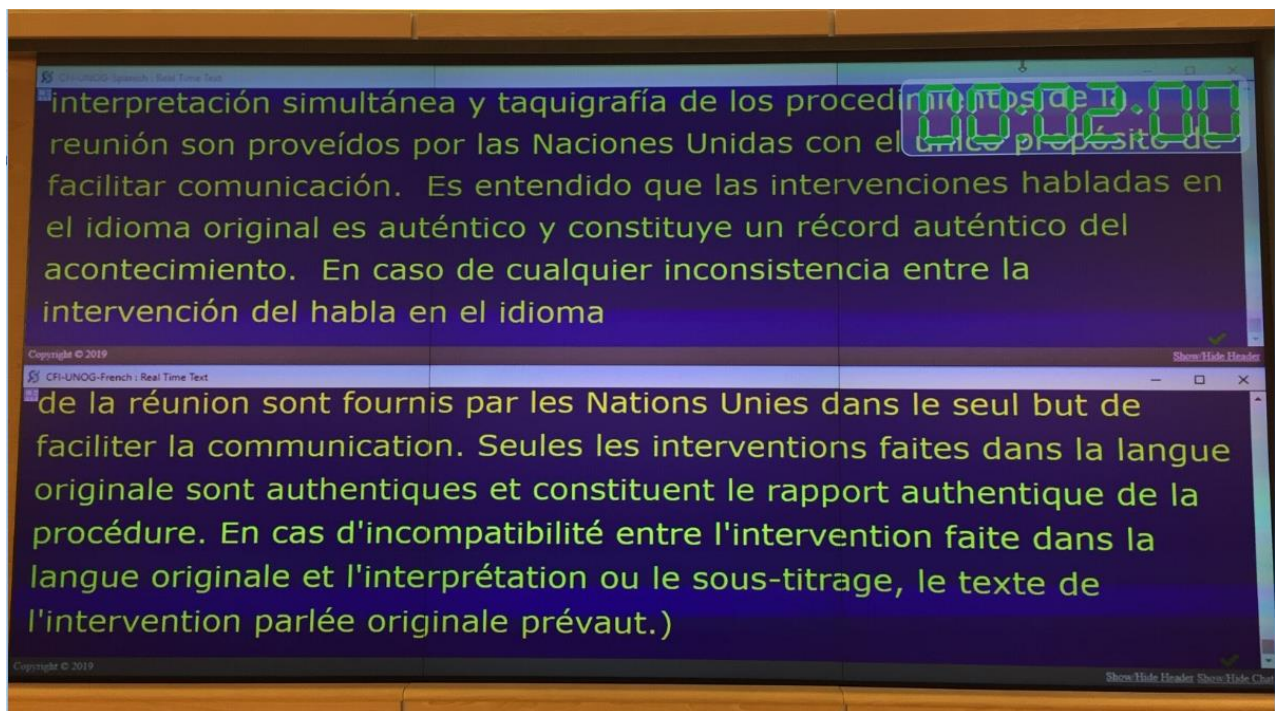 CFI-UNOG-Spanish : Real Time Text
interpretación simultánea y taquigrafía de los procedimientos de la
00:02.00
reunión son proveídos por las Naciones Unidas con el único propósito de
facilitar comunicación.  Es entendido que las intervenciones habladas en
el idioma original es auténtico y constituye un récord auténtico del
acontecimiento.  En caso de cualquier inconsistencia entre la
intervención del habla en el idioma
Copyright © 2019
Show/Hide Header
CFI-UNOG-French : Real Time Text
de la réunion sont fournis par les Nations Unies dans le seul but de
faciliter la communication. Seules les interventions faites dans la langue
originale sont authentiques et constituent le rapport authentique de la
procédure. En cas d'incompatibilité entre l'intervention faite dans la
langue originale et l'interprétation ou le sous-titrage, le texte de
l'intervention parlée originale prévaut.)
Copyright © 2019
Show/Hide Header Show/Hide Chat